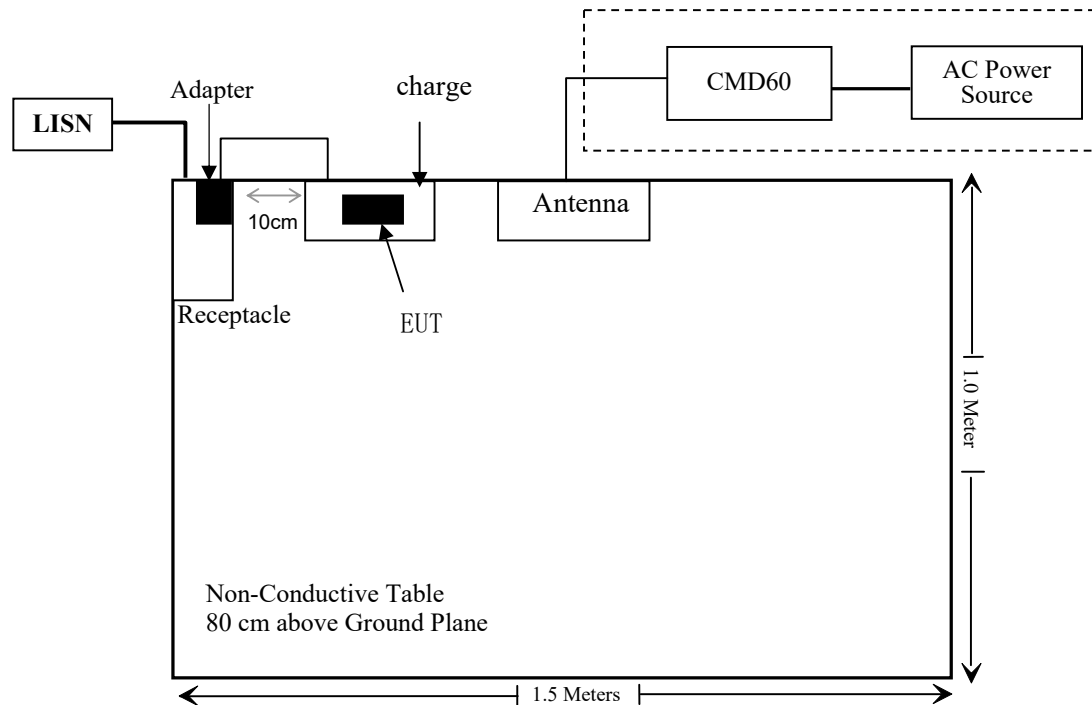 CMD60
AC Power
Source
LISN
Adapter
charge
10cm
Antenna
Receptacle
EUT
1.0 Meter
Non-Conductive Table
80 cm above Ground Plane
1.5 Meters